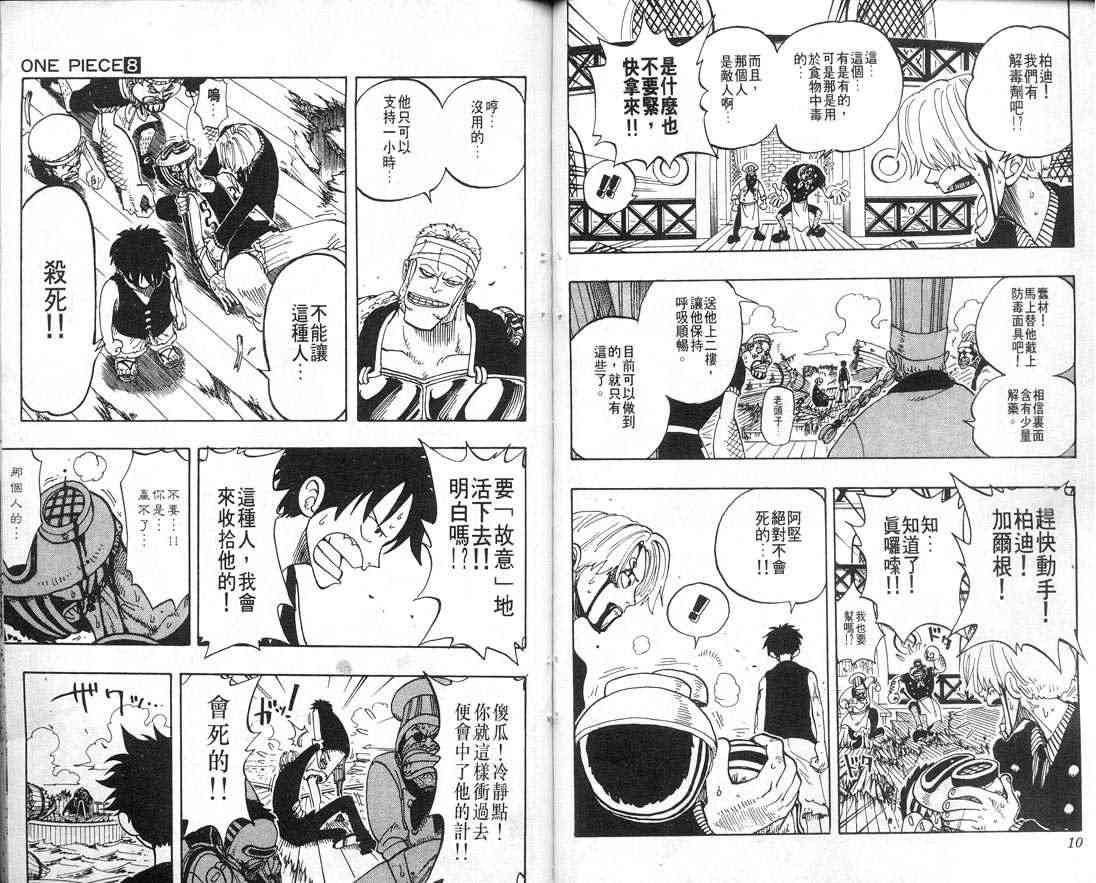 柏迪！
我們有
解毒劑吧!?
這…
這個…
有是有的，
可是那是用
於食物中毒
的…
而且，
那個人
是敵人啊…
是什麼也
不要緊，
快拿來!!
!!
蠢材！
馬上替他戴上
防毒面具吧！
相信裏面
含有少量
解藥。
老頭子…
送他上二樓，
讓他保持
呼吸順暢。
目前可以做到
的，就只有
這些了。
趕快動手！
柏迪！
加爾根！
知…
知道了！
眞囉嗦!!
我也要
幫嗎!?
阿堅
絕對不會
死的…!!
!
10
ONE PIECE8
哼…
沒用的…
他只可以
支持一小時…
嗚…
不能讓
這種人…
殺死!!
要「故意」地
活下去!!
明白嗎!?
這種人，我會
來收拾他的！
不要…!!
你是…
贏不了…
那個人的…
傻瓜！冷靜點！
你就這樣衝過去
便會中了他的計!!
會死的!!